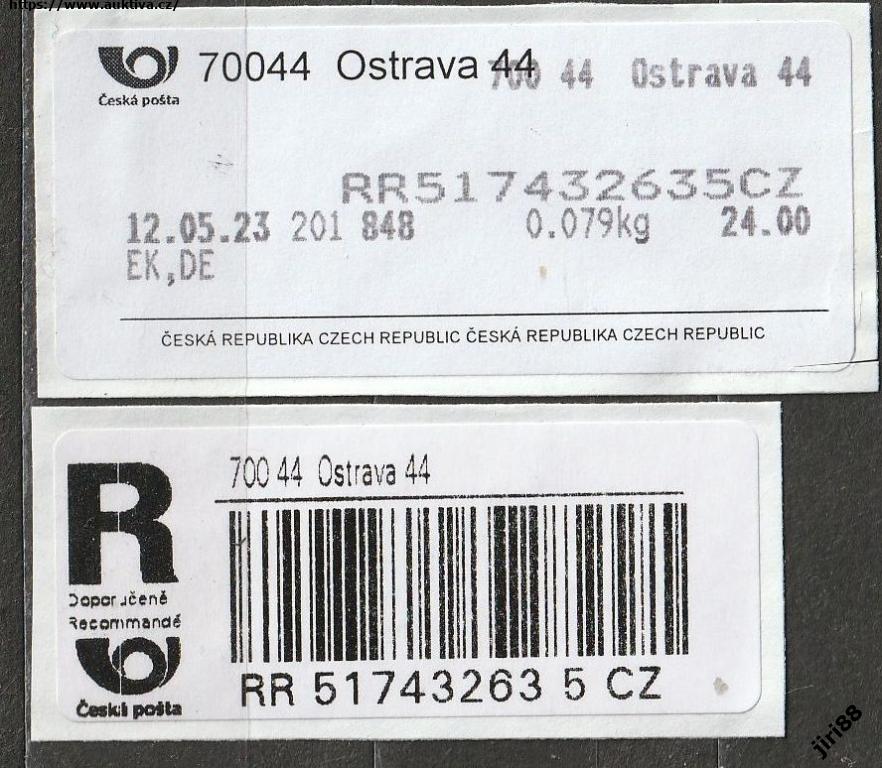 https://www.auktiva.cz/
70044 Ostrava 44
700 44 Ostrava 44
Česká pošta
RR517432635CZ
12.05.23 201 848 0.079kg 24.00
EK,DE
ČESKÁ REPUBLIKA CZECH REPUBLIC ČESKÁ REPUBLIKA CZECH REPUBLIC
R
700 44 Ostrava 44
Doporučeně
Recommandé
Česká pošta
RR 51743263 5 CZ
jiri88